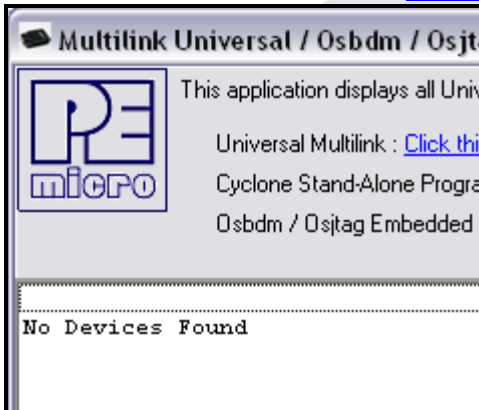 Multilink Universal / Osbdm / Osjt
PE
micro
This application displays all Univ
Universal Multilink : Click thi
Cyclone Stand-Alone Progra
Osbdm / Osjtag Embedded
No Devices Found